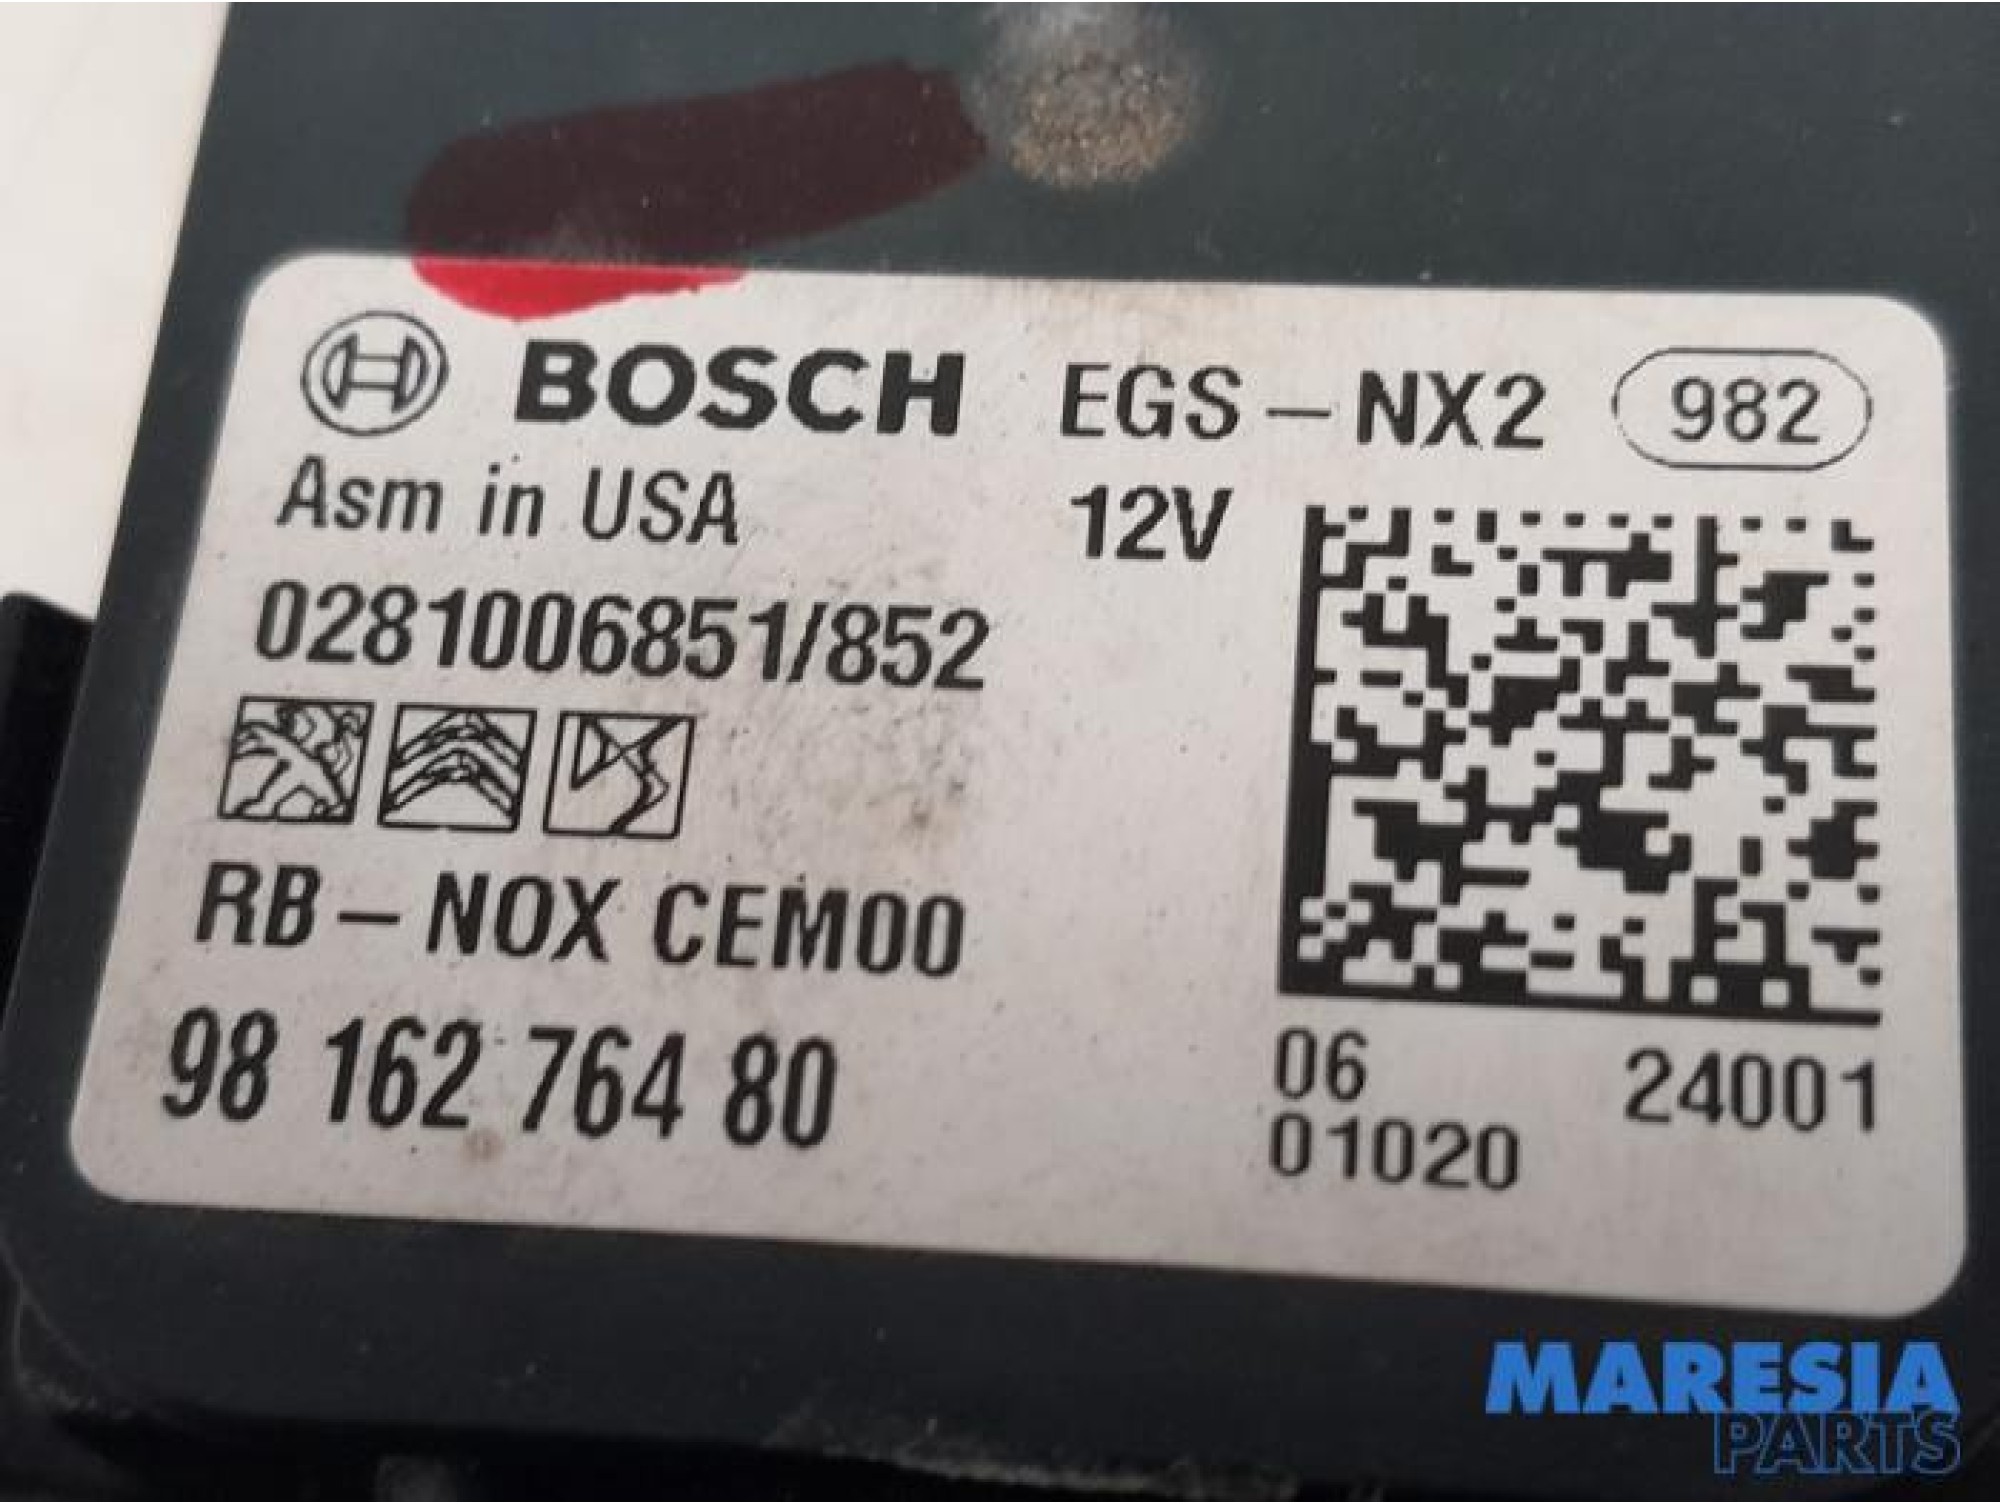 BOSCH EGS-NX2 982
Asm in USA 12V
0281006851/852
RB-NOX CEM00
98 162 764 80
06 24001
01020
MARESIA
PARTS